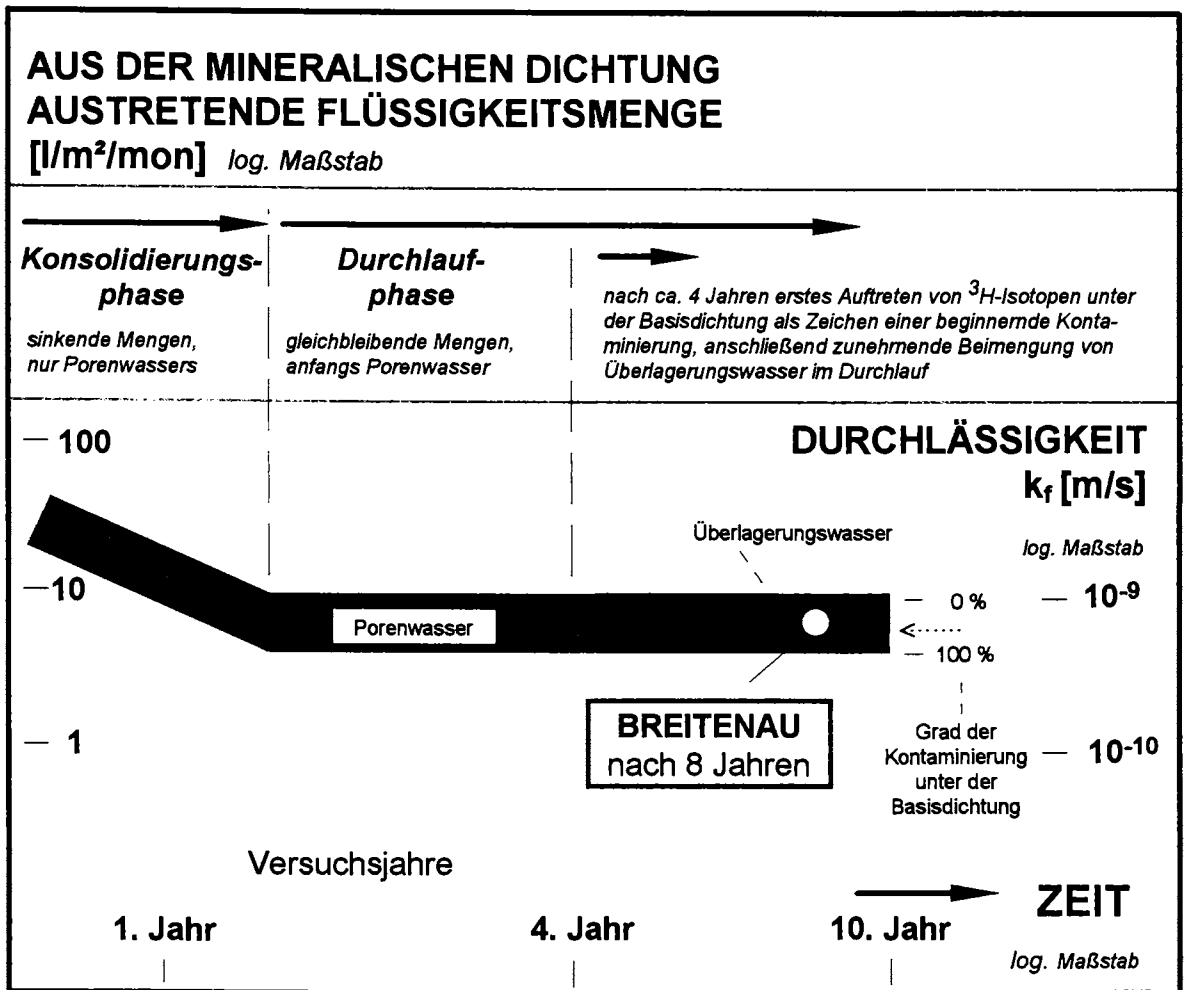 AUS DER MINERALISCHEN DICHTUNG
AUSTRETENDE FLÜSSIGKEITSMENGE
[l/m²/mon] log. Maßstab
Konsolidierungs-
phase
sinkende Mengen,
nur Porenwassers
Durchlauf-
phase
gleichbleibende Mengen,
anfangs Porenwasser
nach ca. 4 Jahren erstes Auftreten von ³H-Isotopen unter
der Basisdichtung als Zeichen einer beginnernde Konta-
minierung, anschließend zunehmende Beimengung von
Überlagerungswasser im Durchlauf
100
10
1
DURCHLÄSSIGKEIT
kf [m/s]
log. Maßstab
Überlagerungswasser
Porenwasser
0 %
100 %
10-9
10-10
BREITENAU
nach 8 Jahren
Grad der
Kontaminierung
unter der
Basisdichtung
Versuchsjahre
ZEIT
1. Jahr
4. Jahr
10. Jahr
log. Maßstab